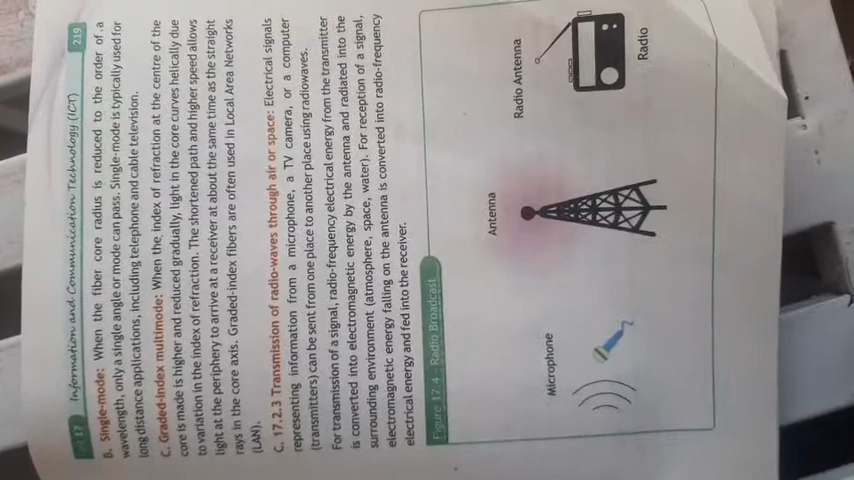 17 Information and Communication Technology (ICT) 219
B. Single-mode: When the fiber core radius is reduced to the order of a
wavelength, only a single angle or mode can pass. Single-mode is typically used for
long distance applications, including telephone and cable television.
C. Graded-index multimode: When the index of refraction at the centre of the
core is made is higher and reduced gradually, light in the core curves helically due
to variation in the index of refraction. The shortened path and higher speed allows
light at the periphery to arrive at a receiver at about the same time as the straight
rays in the core axis. Graded-index fibers are often used in Local Area Networks
(LAN).
C. 17.2.3 Transmission of radio-waves through air or space: Electrical signals
representing information from a microphone, a TV camera, or a computer
(transmitters) can be sent from one place to another place using radiowaves.
For transmission of a signal, radio-frequency electrical energy from the transmitter
is converted into electromagnetic energy by the antenna and radiated into the
surrounding environment (atmosphere, space, water). For reception of a signal,
electromagnetic energy falling on the antenna is converted into radio-frequency
electrical energy and fed into the receiver.
Figure 17.4 - Radio Broadcast
Microphone
Antenna
Radio Antenna
Radio